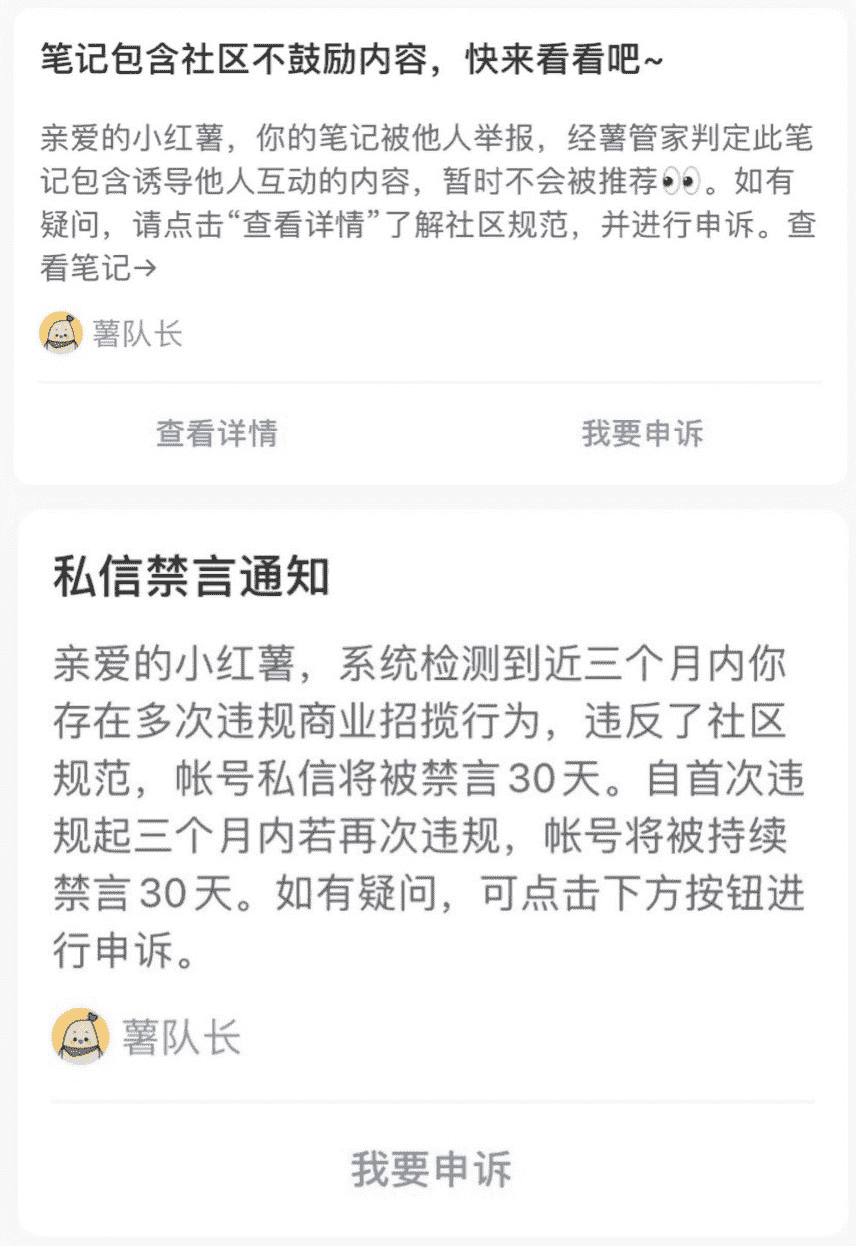 笔记包含社区不鼓励内容，快来看看吧~
亲爱的小红薯，你的笔记被他人举报，经薯管家判定此笔
记包含诱导他人互动的内容，暂时不会被推荐👀。如有
疑问，请点击“查看详情”了解社区规范，并进行申诉。查
看笔记→
薯队长
查看详情
我要申诉
私信禁言通知
亲爱的小红薯，系统检测到近三个月内你
存在多次违规商业招揽行为，违反了社区
规范，帐号私信将被禁言30天。自首次违
规起三个月内若再次违规，帐号将被持续
禁言30天。如有疑问，可点击下方按钮进
行申诉。
薯队长
我要申诉